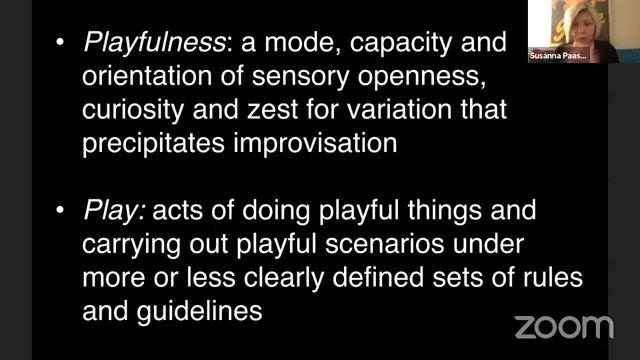 • Playfulness: a mode, capacity and
orientation of sensory openness,
curiosity and zest for variation that
precipitates improvisation
Susanna Paas...
• Play: acts of doing playful things and
carrying out playful scenarios under
more or less clearly defined sets of rules
and guidelines
zoom